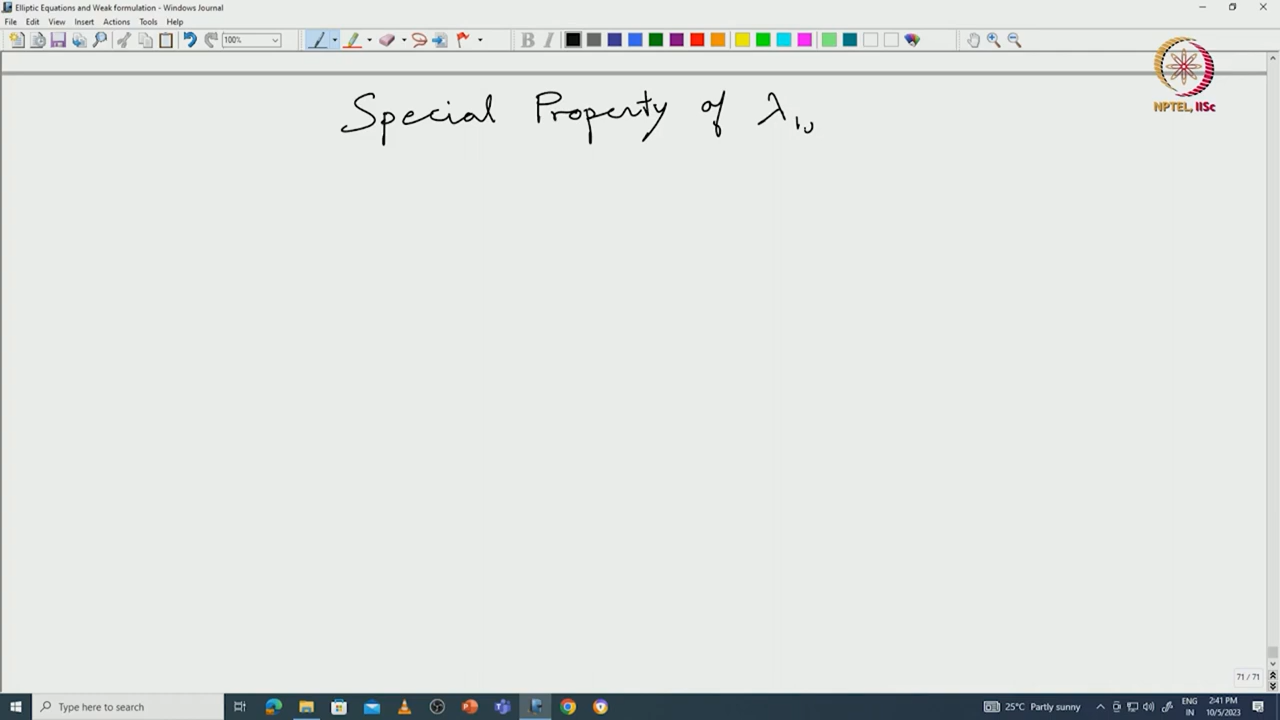 Elliptic Equations and Weak formulation - Windows Journal
File Edit View Insert Actions Tools Help
100%
B I
NPTEL, IISc
Special Property of λ₁,
71 / 71
Type here to search
25°C Partly sunny
ENG
IN
2:41 PM
10/5/2023